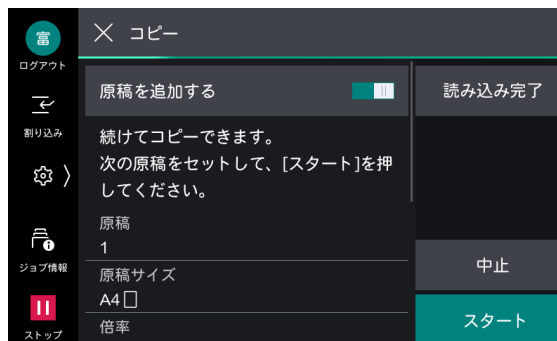 富
ログアウト
割り込み
ジョブ情報
ストップ
コピー
原稿を追加する
続けてコピーできます。
次の原稿をセットして、[スタート]を押
してください。
原稿
1
原稿サイズ
A4
倍率
読み込み完了
中止
スタート